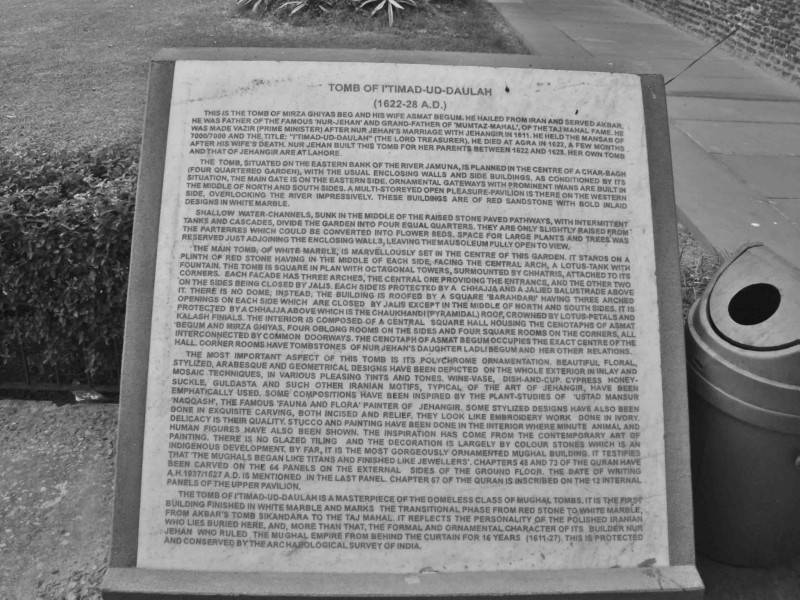 TOMB OF I'TIMAD-UD-DAULAH
(1622-28 A.D.)
THIS IS THE TOMB OF MIRZA GHIYAS BEG AND HIS WIFE ASMAT BEGUM. HE HAILED FROM IRAN AND SERVED AKBAR.
HE WAS FATHER OF THE FAMOUS 'NUR-JEHAN' AND GRAND-FATHER OF 'MUMTAZ-MAHAL', OF THE TAJ MAHAL FAME. HE
WAS MADE VAZIR (PRIME MINISTER) AFTER NUR JEHAN'S MARRIAGE WITH JEHANGIR IN 1611. HE HELD THE MANSAB OF
7000/7000 AND THE TITLE: "I'TIMAD-UD-DAULAH" (THE LORD TREASURER). HE DIED AT AGRA IN 1622, A FEW MONTHS
AFTER HIS WIFE'S DEATH. NUR JEHAN BUILT THIS TOMB FOR HER PARENTS BETWEEN 1622 AND 1628. HER OWN TOMB
AND THAT OF JEHANGIR ARE AT LAHORE.
THE TOMB, SITUATED ON THE EASTERN BANK OF THE RIVER JAMUNA, IS PLANNED IN THE CENTRE OF A CHAR-BAGH
(FOUR QUARTERED GARDEN), WITH THE USUAL ENCLOSING WALLS AND SIDE BUILDINGS. AS CONDITIONED BY ITS
SITUATION, THE MAIN GATE IS ON THE EASTERN SIDE. ORNAMENTAL GATEWAYS WITH PROMINENT IWANS ARE BUILT IN
THE MIDDLE OF NORTH AND SOUTH SIDES. A MULTI-STOREYED OPEN PLEASURE-PAVILION IS THERE ON THE WESTERN
SIDE, OVERLOOKING THE RIVER IMPRESSIVELY. THESE BUILDINGS ARE OF RED SANDSTONE WITH BOLD INLAID
DESIGNS IN WHITE MARBLE.
SHALLOW WATER-CHANNELS, SUNK IN THE MIDDLE OF THE RAISED STONE PAVED PATHWAYS, WITH INTERMITTENT
TANKS AND CASCADES, DIVIDE THE GARDEN INTO FOUR EQUAL QUARTERS. THEY ARE ONLY SLIGHTLY RAISED FROM
THE PARTERRES WHICH COULD BE CONVERTED INTO FLOWER BEDS. SPACE FOR LARGE PLANTS AND TREES WAS
RESERVED JUST ADJOINING THE ENCLOSING WALLS, LEAVING THE MAUSOLEUM FULLY OPEN TO VIEW.
THE MAIN TOMB, OF WHITE MARBLE, IS MARVELLOUSLY SET IN THE CENTRE OF THIS GARDEN. IT STANDS ON A
PLINTH OF RED STONE HAVING IN THE MIDDLE OF EACH SIDE, FACING THE CENTRAL ARCH, A LOTUS-TANK WITH
FOUNTAIN. THE TOMB IS SQUARE IN PLAN WITH OCTAGONAL TOWERS, SURMOUNTED BY CHHATRIS, ATTACHED TO ITS
CORNERS. EACH FACADE HAS THREE ARCHES, THE CENTRAL ONE PROVIDING THE ENTRANCE, AND THE OTHER TWO
ON THE SIDES BEING CLOSED BY JALIS. EACH SIDE IS PROTECTED BY A CHHAJJA AND A JALIED BALUSTRADE ABOVE
IT. THERE IS NO DOME; INSTEAD, THE BUILDING IS ROOFED BY A SQUARE 'BARAHDARI' HAVING THREE ARCHED
OPENINGS ON EACH SIDE WHICH ARE CLOSED BY JALIS EXCEPT IN THE MIDDLE OF NORTH AND SOUTH SIDES. IT IS
PROTECTED BY A CHHAJJA ABOVE WHICH IS THE CHAUKHANDI (PYRAMIDAL) ROOF, CROWNED BY LOTUS-PETALS AND
KALASH FINIALS. THE INTERIOR IS COMPOSED OF A CENTRAL SQUARE HALL HOUSING THE CENOTAPHS OF ASMAT
BEGUM AND MIRZA GHIYAS, FOUR OBLONG ROOMS ON THE SIDES AND FOUR SQUARE ROOMS ON THE CORNERS, ALL
INTERCONNECTED BY COMMON DOORWAYS. THE CENOTAPH OF ASMAT BEGUM OCCUPIES THE EXACT CENTRE OF THE
HALL. CORNER ROOMS HAVE TOMBSTONES OF NUR JEHAN'S DAUGHTER LADLI BEGUM AND HER OTHER RELATIONS.
THE MOST IMPORTANT ASPECT OF THIS TOMB IS ITS POLYCHROME ORNAMENTATION. BEAUTIFUL FLORAL,
STYLIZED, ARABESQUE AND GEOMETRICAL DESIGNS HAVE BEEN DEPICTED ON THE WHOLE EXTERIOR IN INLAY AND
MOSAIC TECHNIQUES, IN VARIOUS PLEASING TINTS AND TONES. WINE-VASE, DISH-AND-CUP, CYPRESS HONEY-
SUCKLE, GULDASTA AND SUCH OTHER IRANIAN MOTIFS, TYPICAL OF THE ART OF JEHANGIR, HAVE BEEN
EMPHATICALLY USED. SOME COMPOSITIONS HAVE BEEN INSPIRED BY THE PLANT-STUDIES OF 'USTAD MANSUR
'NAQQASH', THE FAMOUS 'FAUNA AND FLORA' PAINTER OF JEHANGIR. SOME STYLIZED DESIGNS HAVE ALSO BEEN
DONE IN EXQUISITE CARVING, BOTH INCISED AND RELIEF. THEY LOOK LIKE EMBROIDERY WORK DONE IN IVORY.
DELICACY IS THEIR QUALITY. STUCCO AND PAINTING HAVE BEEN DONE IN THE INTERIOR WHERE MINUTE ANIMAL AND
HUMAN FIGURES HAVE ALSO BEEN SHOWN. THE INSPIRATION HAS COME FROM THE CONTEMPORARY ART OF
PAINTING. THERE IS NO GLAZED TILING AND THE DECORATION IS LARGELY BY COLOUR STONES WHICH IS AN
INDIGENOUS DEVELOPMENT. BY FAR, IT IS THE MOST GORGEOUSLY ORNAMENTED MUGHAL BUILDING. IT TESTIFIES
THAT 'THE MUGHALS BEGAN LIKE TITANS AND FINISHED LIKE JEWELLERS'. CHAPTERS 48 AND 73 OF THE QURAN HAVE
BEEN CARVED ON THE 64 PANELS ON THE EXTERNAL SIDES OF THE GROUND FLOOR. THE DATE OF WRITING
A.H.1037/1627 A.D. IS MENTIONED IN THE LAST PANEL. CHAPTER 67 OF THE QURAN IS INSCRIBED ON THE 12 INTERNAL
PANELS OF THE UPPER PAVILION.
THE TOMB OF I'TIMAD-UD-DAULAH IS A MASTERPIECE OF THE DOMELESS CLASS OF MUGHAL TOMBS. IT IS THE FIRST
BUILDING FINISHED IN WHITE MARBLE AND MARKS THE TRANSITIONAL PHASE FROM RED STONE TO WHITE MARBLE,
FROM AKBAR'S TOMB SIKANDARA TO THE TAJ MAHAL. IT REFLECTS THE PERSONALITY OF THE POLISHED IRANIAN
WHO LIES BURIED HERE, AND, MORE THAN THAT, THE FORMAL AND ORNAMENTAL CHARACTER OF ITS BUILDER NUR
JEHAN WHO RULED THE MUGHAL EMPIRE FROM BEHIND THE CURTAIN FOR 16 YEARS (1611-27). THIS IS PROTECTED
AND CONSERVED BY THE ARCHAEOLOGICAL SURVEY OF INDIA.